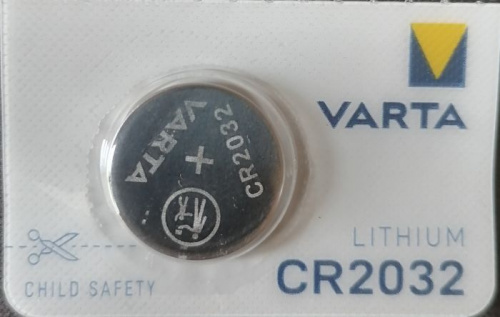 VARTA
VARTA
+
CR2032
LITHIUM
CR2032
CHILD SAFETY